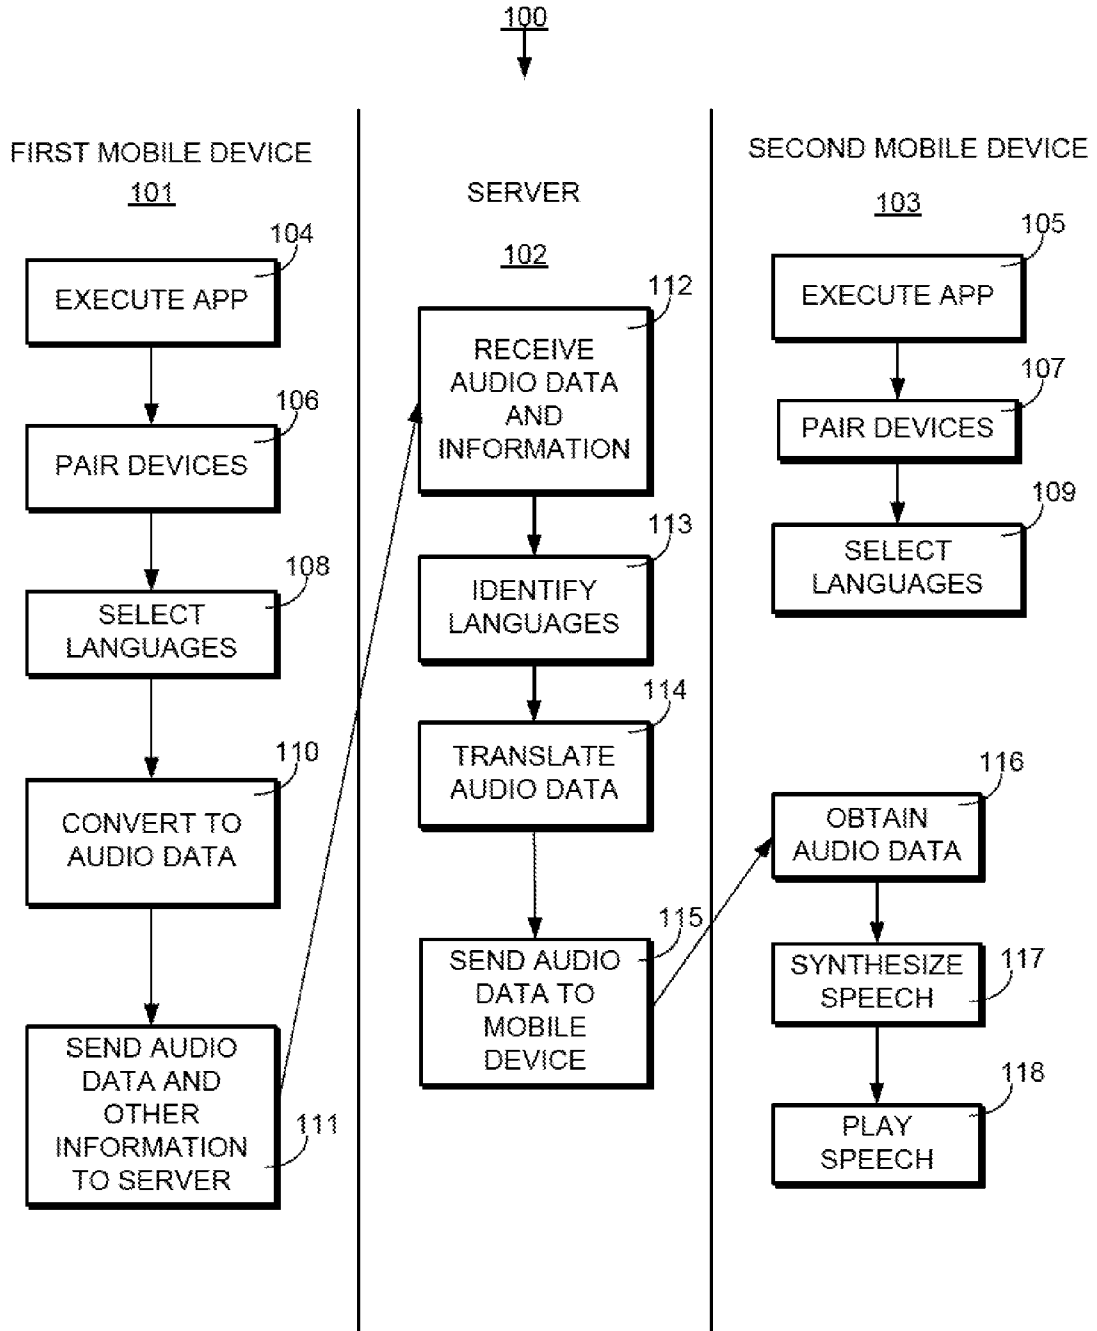 100
FIRST MOBILE DEVICE
101
104
EXECUTE APP
106
PAIR DEVICES
108
SELECT
LANGUAGES
110
CONVERT TO
AUDIO DATA
SEND AUDIO
DATA AND
OTHER
INFORMATION
TO SERVER
111
SERVER
102
112
RECEIVE
AUDIO DATA
AND
INFORMATION
113
IDENTIFY
LANGUAGES
114
TRANSLATE
AUDIO DATA
115
SEND AUDIO
DATA TO
MOBILE
DEVICE
SECOND MOBILE DEVICE
103
105
EXECUTE APP
107
PAIR DEVICES
109
SELECT
LANGUAGES
116
OBTAIN
AUDIO DATA
117
SYNTHESIZE
SPEECH
118
PLAY
SPEECH